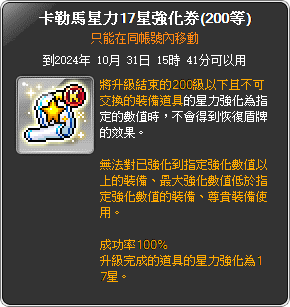 卡勒馬星力17星強化券(200等)
只能在同帳號內移動
到2024年 10月 31日 15時 41分可以用
將升級結束的200級以下且不可
交換的裝備道具的星力強化為指
定的數值時，不會得到恢復盾牌
的效果。
無法對已強化到指定強化數值以
上的裝備、最大強化數值低於指
定強化數值的裝備、尊貴裝備使
用。
成功率100%
升級完成的道具的星力強化為1
7星。